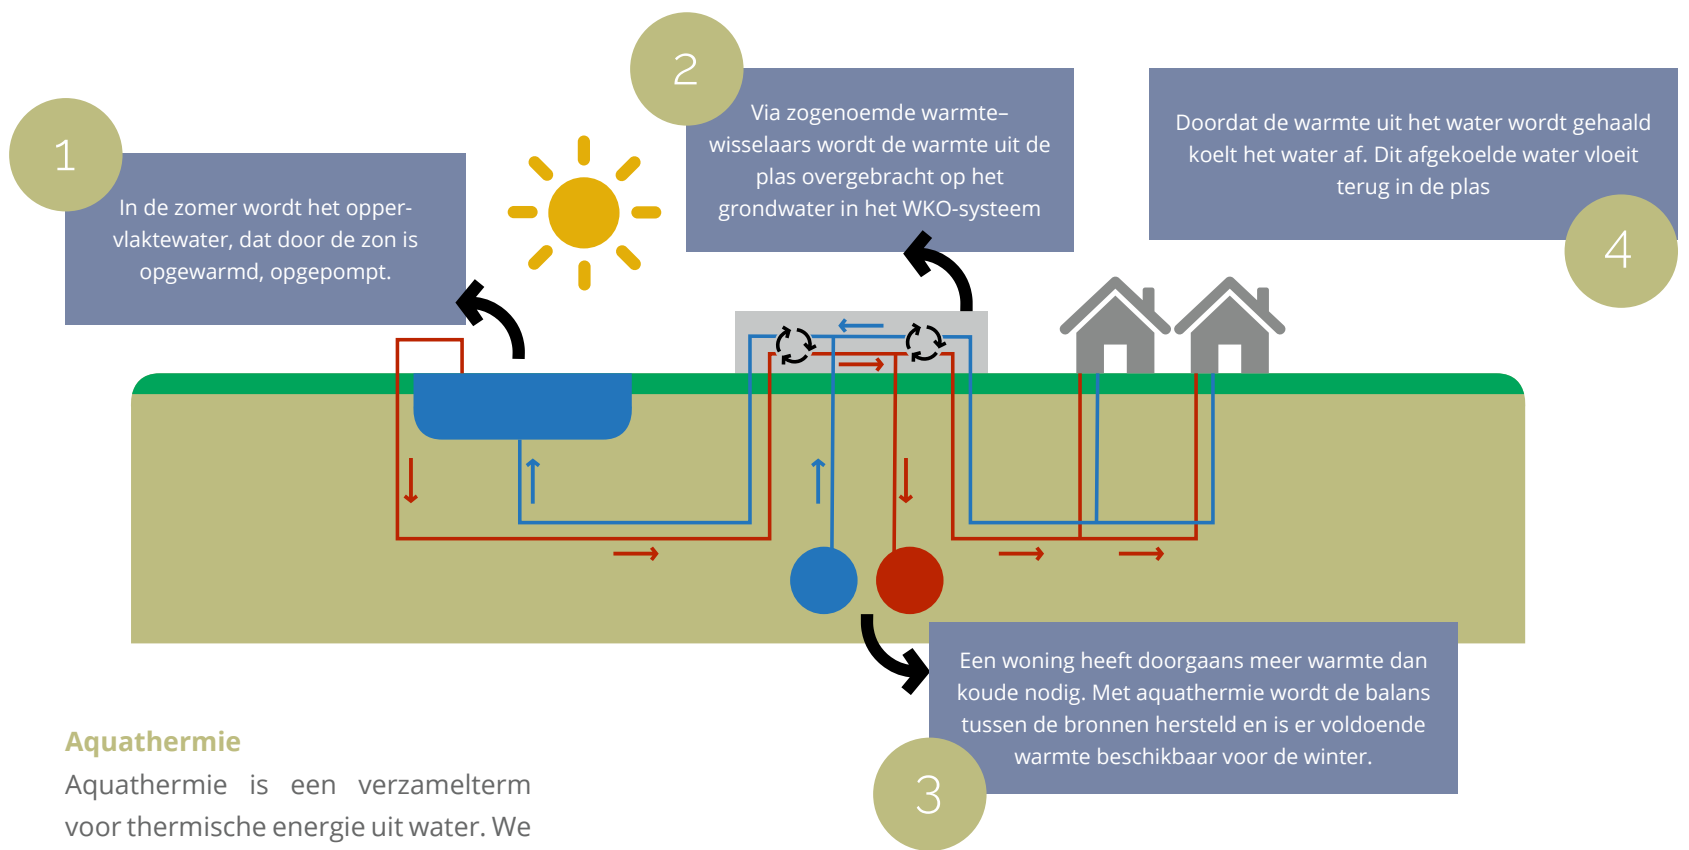 1
In de zomer wordt het opper-
vlaktewater, dat door de zon is
opgewarmd, opgepompt.
2
Via zogenoemde warmte–
wisselaars wordt de warmte uit de
plas overgebracht op het
grondwater in het WKO-systeem
Doordat de warmte uit het water wordt gehaald
koelt het water af. Dit afgekoelde water vloeit
terug in de plas
4
Een woning heeft doorgaans meer warmte dan
koude nodig. Met aquathermie wordt de balans
tussen de bronnen hersteld en is er voldoende
warmte beschikbaar voor de winter.
3
Aquathermie
Aquathermie is een verzamelterm
voor thermische energie uit water. We